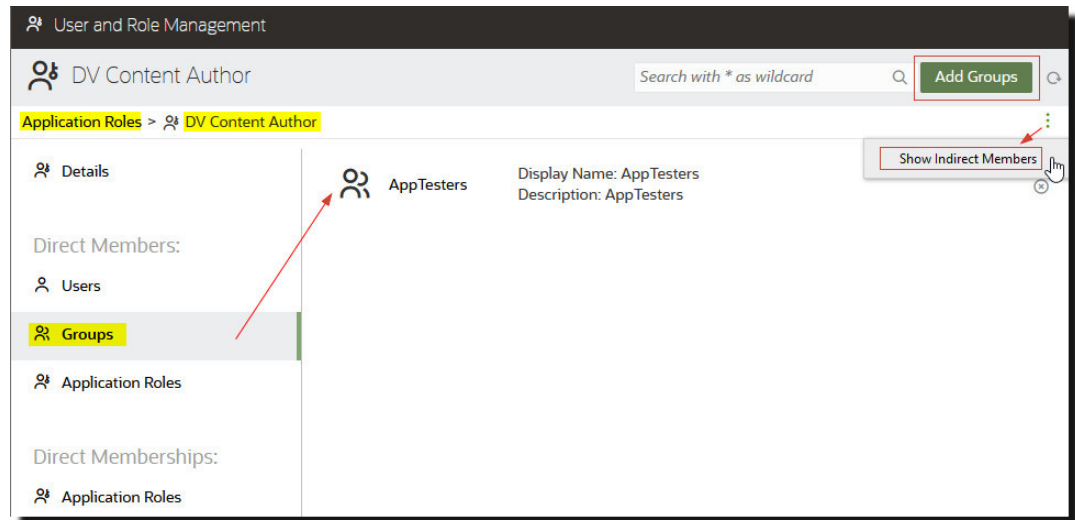 User and Role Management
DV Content Author
Search with * as wildcard
Add Groups
Application Roles > DV Content Author
Show Indirect Members
Details
AppTesters
Display Name: AppTesters
Description: AppTesters
Direct Members:
Users
Groups
Application Roles
Direct Memberships:
Application Roles